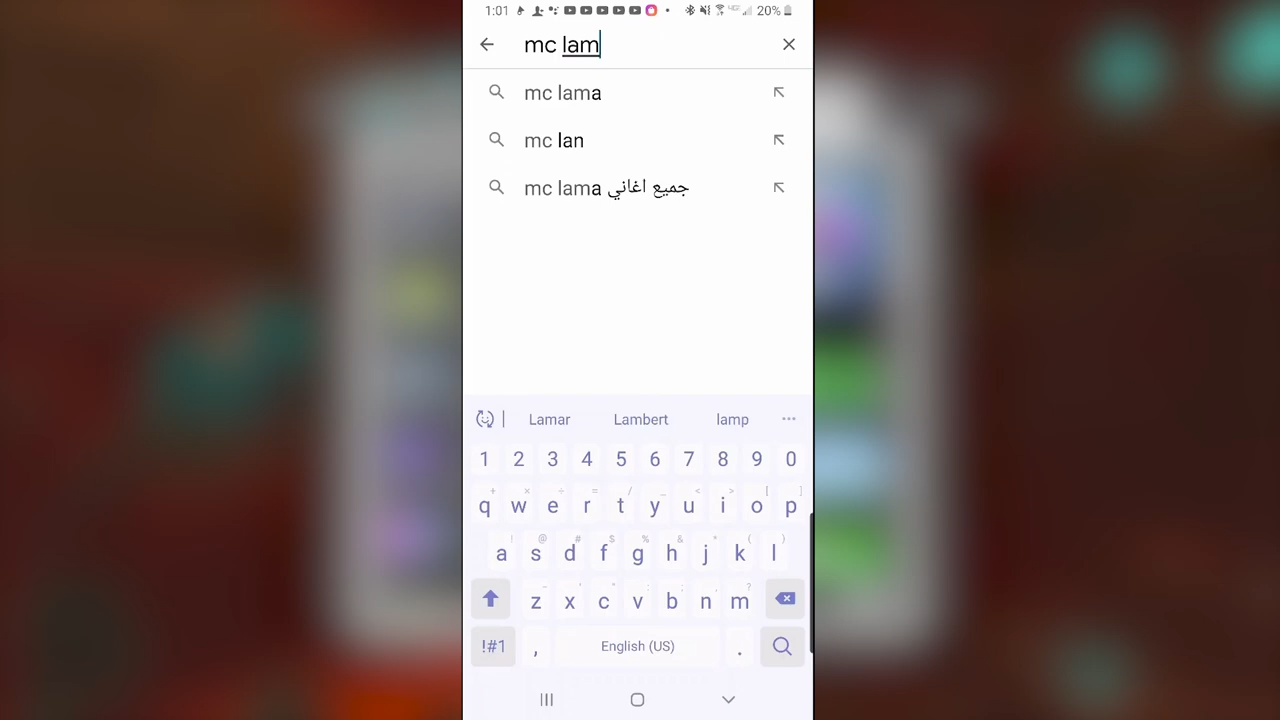 1:01 20%
mc lam
mc lama
mc lan
mc lama جميع اغاني
Lamar Lambert lamp
1 2 3 4 5 6 7 8 9 0
q w e r t y u i o p
a s d f g h j k l
z x c v b n m
!#1 , English (US) .